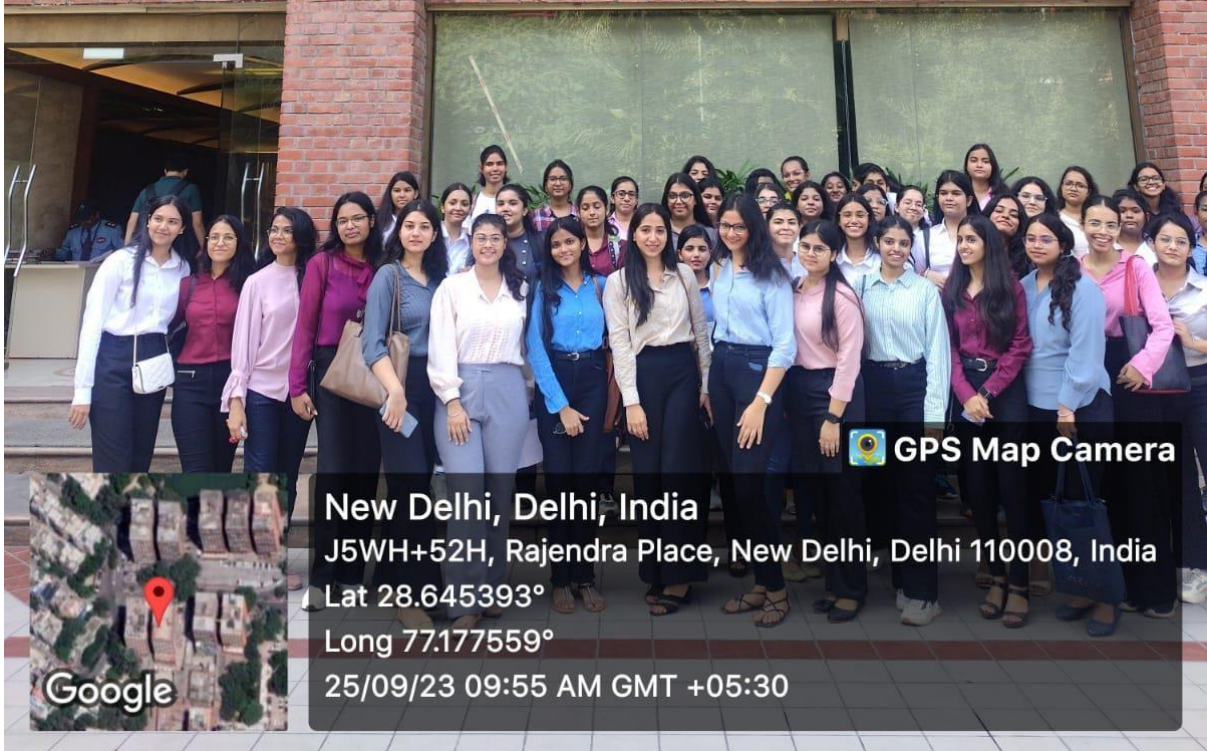 GPS Map Camera
New Delhi, Delhi, India
J5WH+52H, Rajendra Place, New Delhi, Delhi 110008, India
Lat 28.645393°
Long 77.177559°
25/09/23 09:55 AM GMT +05:30
Google